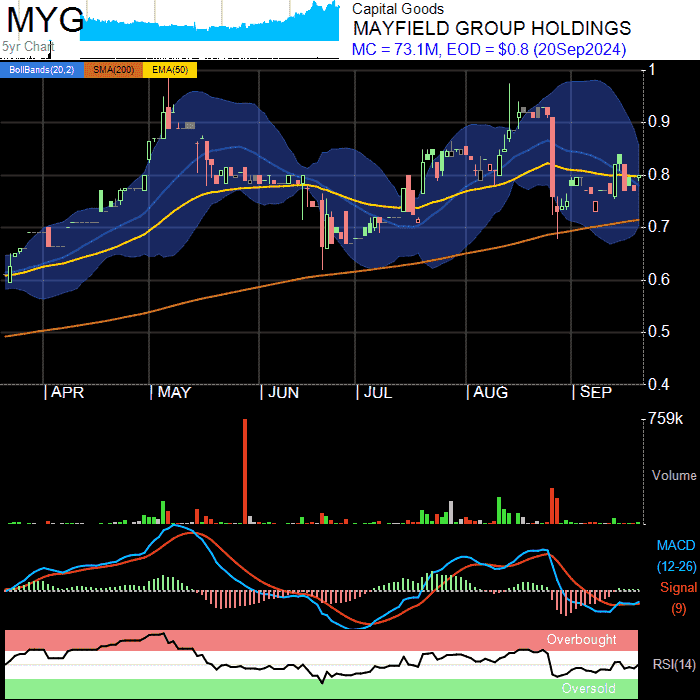 MYG
5yr Chart
Capital Goods
MAYFIELD GROUP HOLDINGS
MC = 73.1M, EOD = $0.8 (20Sep2024)
BollBands(20,2) SMA(200) EMA(50)
1
0.9
0.8
0.7
0.6
0.5
0.4
APR MAY JUN JUL AUG SEP
759k
Volume
MACD
(12-26)
Signal
(9)
Overbought
RSI(14)
Oversold